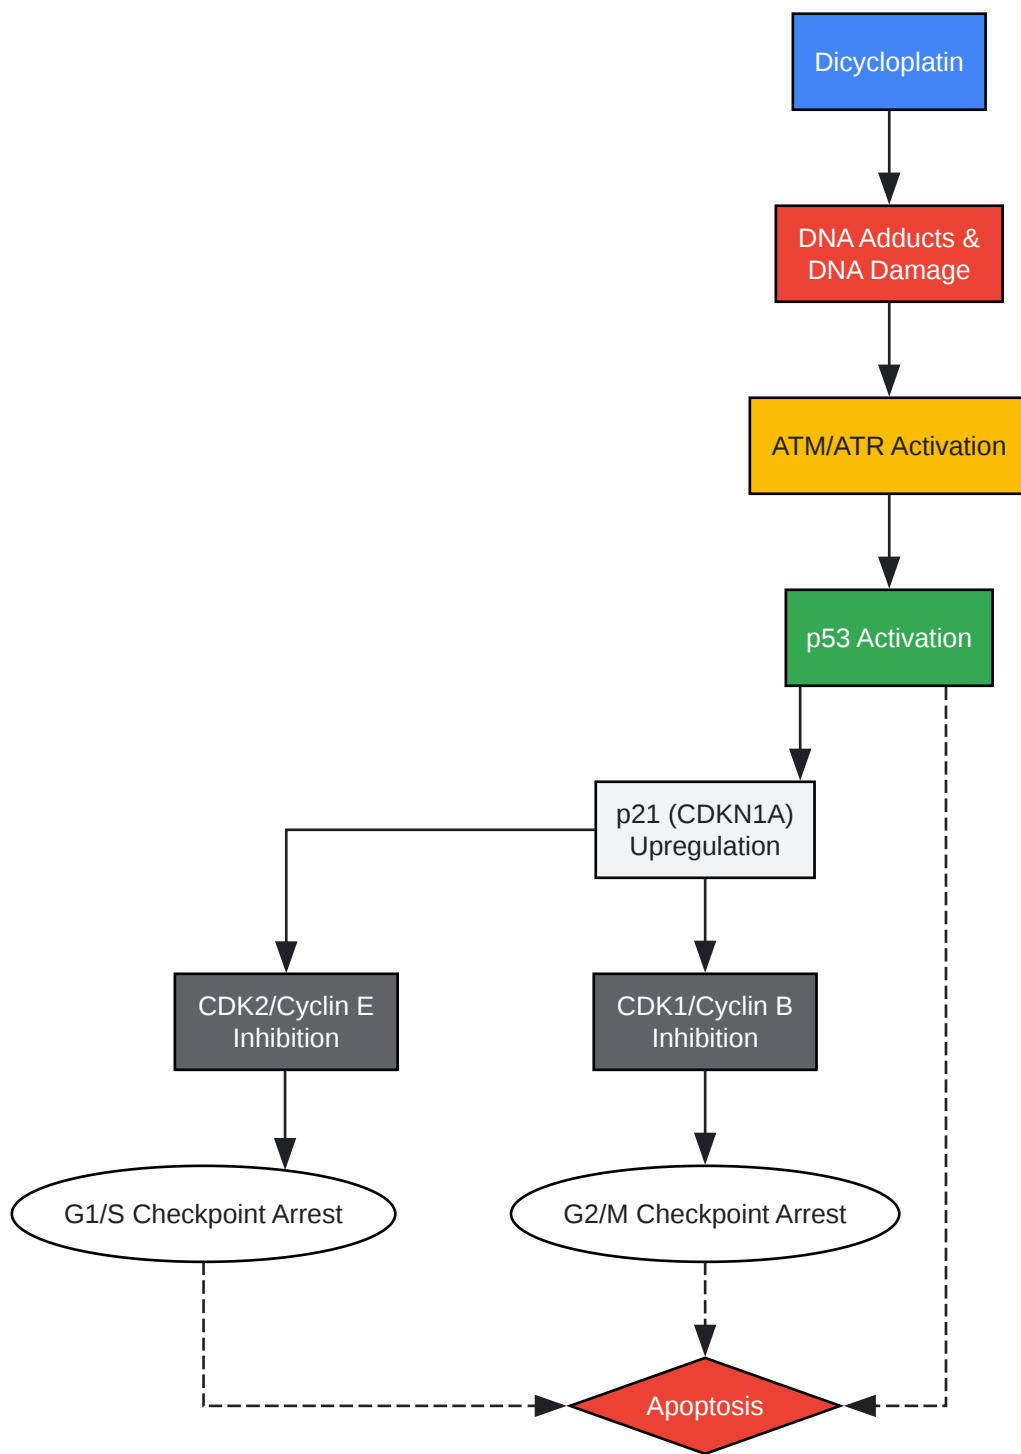 Dicycloplatin
DNA Adducts &
DNA Damage
ATM/ATR Activation
p53 Activation
p21 (CDKN1A)
Upregulation
CDK2/Cyclin E
Inhibition
CDK1/Cyclin B
Inhibition
G1/S Checkpoint Arrest
G2/M Checkpoint Arrest
Apoptosis